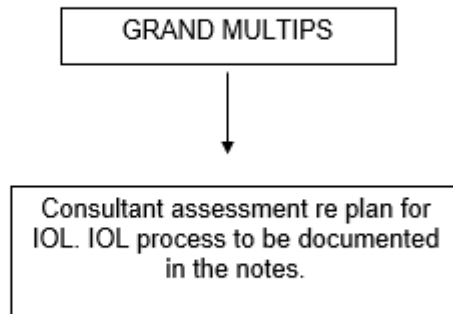 GRAND MULTIPS
Consultant assessment re plan for
IOL. IOL process to be documented
in the notes.